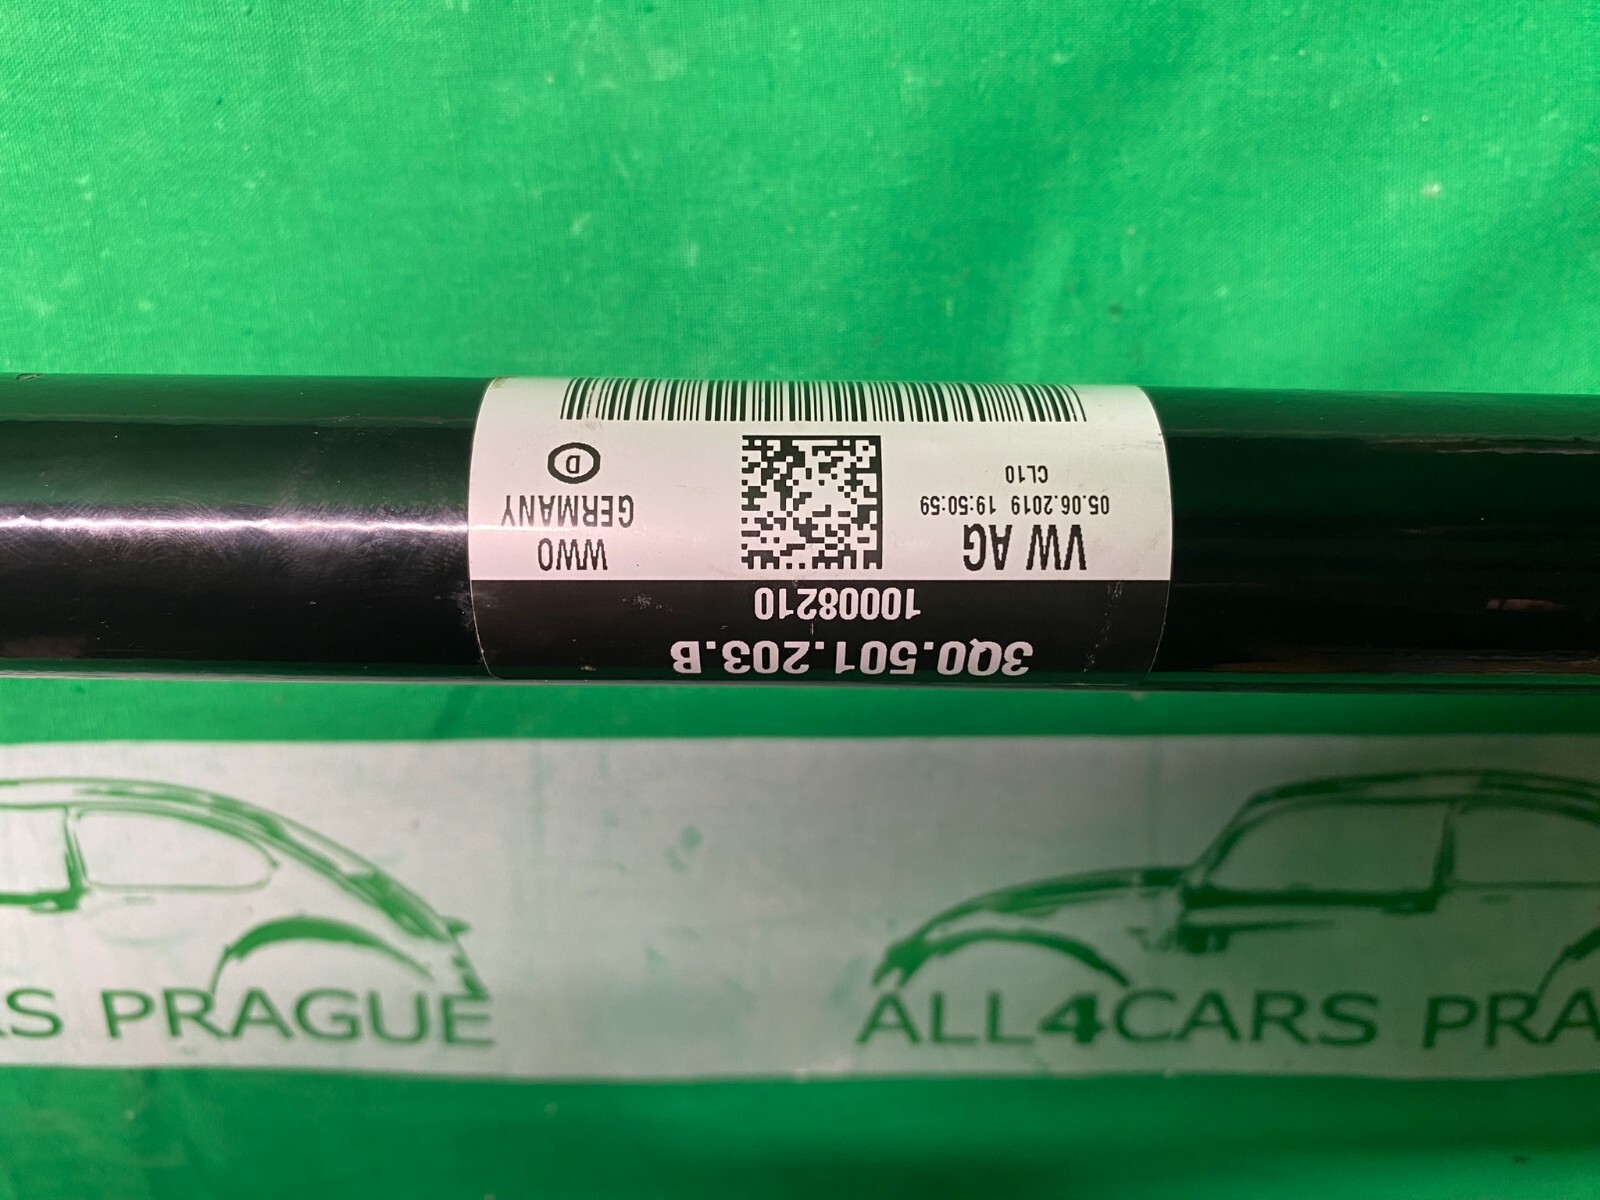 3Q0.501.203.B
10008210
VW AG
WWO
05.06.2019 19:50:59
GERMANY
CL10
D
RS PRAGUE
ALL4CARS PRA